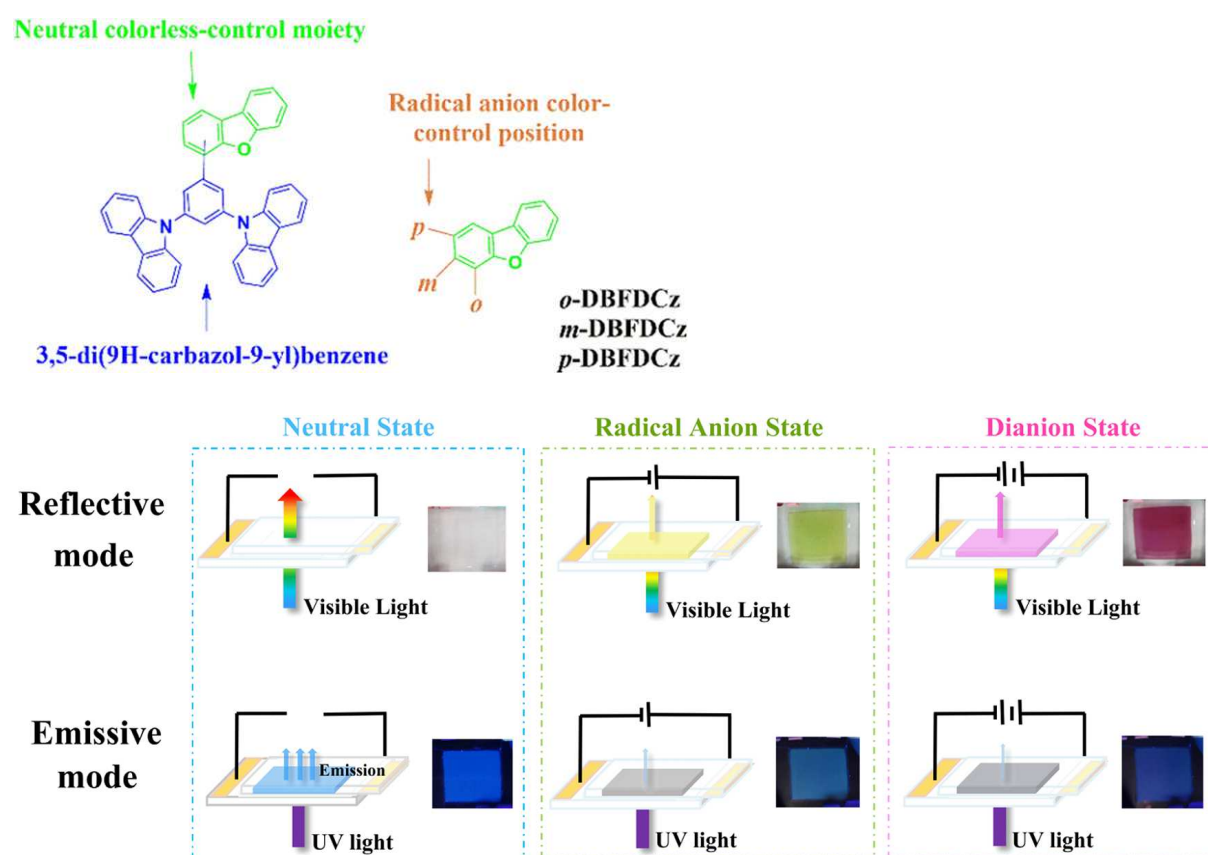 Neutral colorless-control moiety
Radical anion color-
control position
O
N
N
p
m
o
O
o-DBFDCz
m-DBFDCz
p-DBFDCz
3,5-di(9H-carbazol-9-yl)benzene
Neutral State
Radical Anion State
Dianion State
Reflective
mode
Visible Light
Visible Light
Visible Light
Emissive
mode
Emission
UV light
UV light
UV light